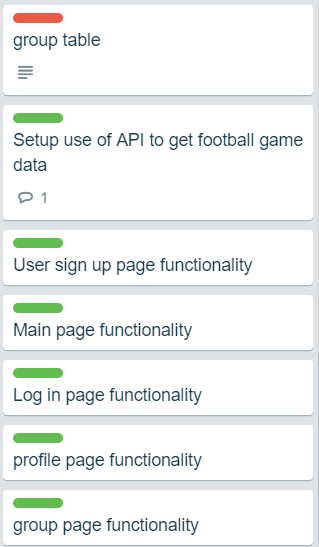 group table
Setup use of API to get football game
data
1
User sign up page functionality
Main page functionality
Log in page functionality
profile page functionality
group page functionality